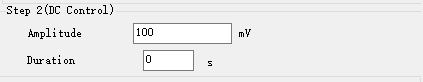 Step 2(DC Control)
Amplitude 100 mV
Duration 0 s